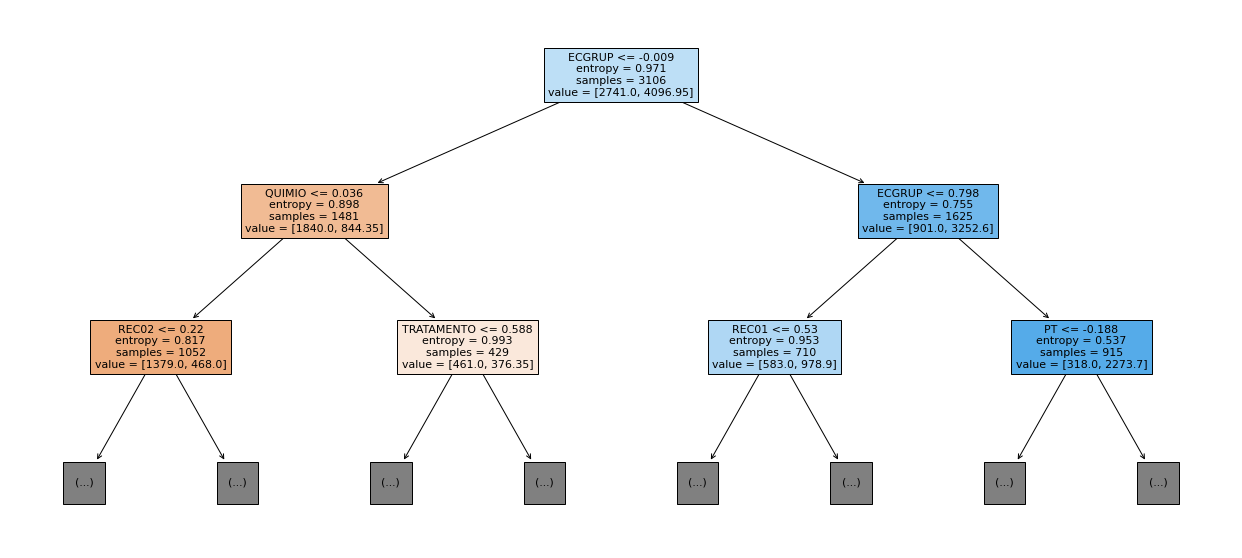 ECGRUP <= -0.009
entropy = 0.971
samples = 3106
value = [2741.0, 4096.95]
QUIMIO <= 0.036
entropy = 0.898
samples = 1481
value = [1840.0, 844.35]
ECGRUP <= 0.798
entropy = 0.755
samples = 1625
value = [901.0, 3252.6]
REC02 <= 0.22
entropy = 0.817
samples = 1052
value = [1379.0, 468.0]
TRATAMENTO <= 0.588
entropy = 0.993
samples = 429
value = [461.0, 376.35]
REC01 <= 0.53
entropy = 0.953
samples = 710
value = [583.0, 978.9]
PT <= -0.188
entropy = 0.537
samples = 915
value = [318.0, 2273.7]
(...)
(...)
(...)
(...)
(...)
(...)
(...)
(...)